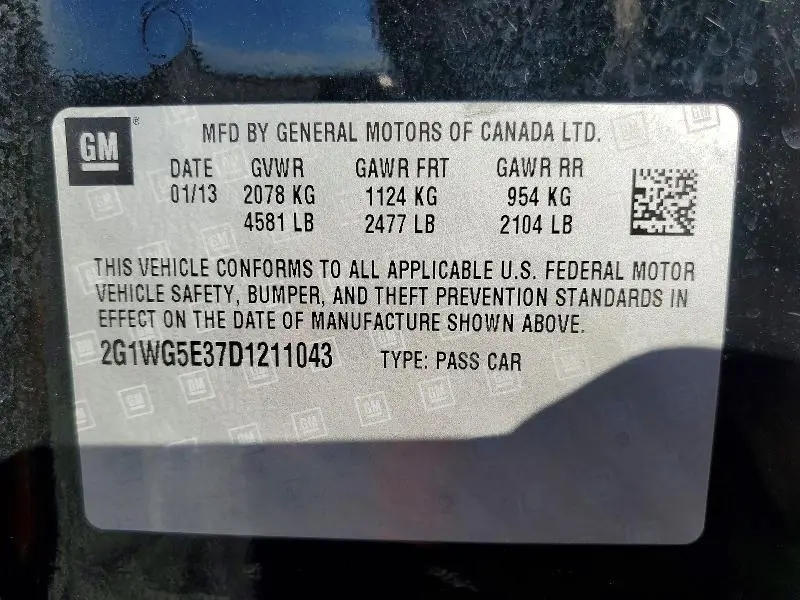 GM
MFD BY GENERAL MOTORS OF CANADA LTD.
DATE GVWR GAWR FRT GAWR RR
01/13 2078 KG 1124 KG 954 KG
4581 LB 2477 LB 2104 LB
THIS VEHICLE CONFORMS TO ALL APPLICABLE U.S. FEDERAL MOTOR
VEHICLE SAFETY, BUMPER, AND THEFT PREVENTION STANDARDS IN
EFFECT ON THE DATE OF MANUFACTURE SHOWN ABOVE.
2G1WG5E37D1211043 TYPE: PASS CAR